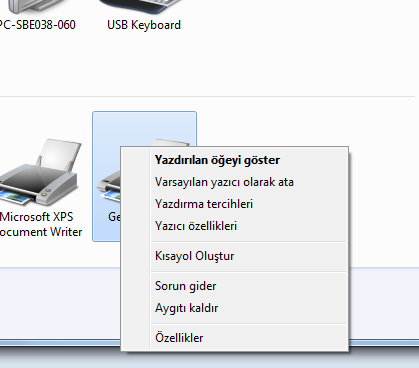 PC-SBE038-060
USB Keyboard
Microsoft XPS
Document Writer
Ge
Yazdırılan öğeyi göster
Varsayılan yazıcı olarak ata
Yazdırma tercihleri
Yazıcı özellikleri
Kısayol Oluştur
Sorun gider
Aygıtı kaldır
Özellikler